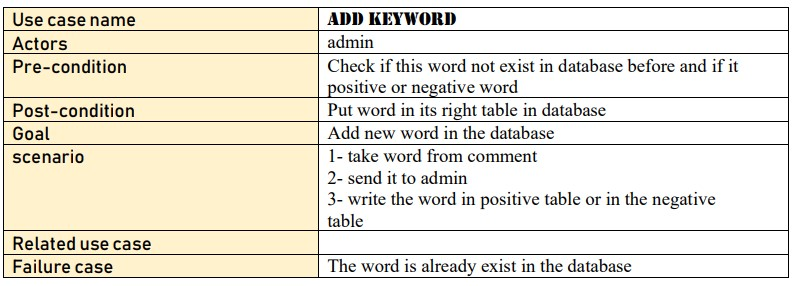 Use case name ADD KEYWORD
Actors admin
Pre-condition Check if this word not exist in database before and if it
positive or negative word
Post-condition Put word in its right table in database
Goal Add new word in the database
scenario 1- take word from comment
2- send it to admin
3- write the word in positive table or in the negative
table
Related use case
Failure case The word is already exist in the database